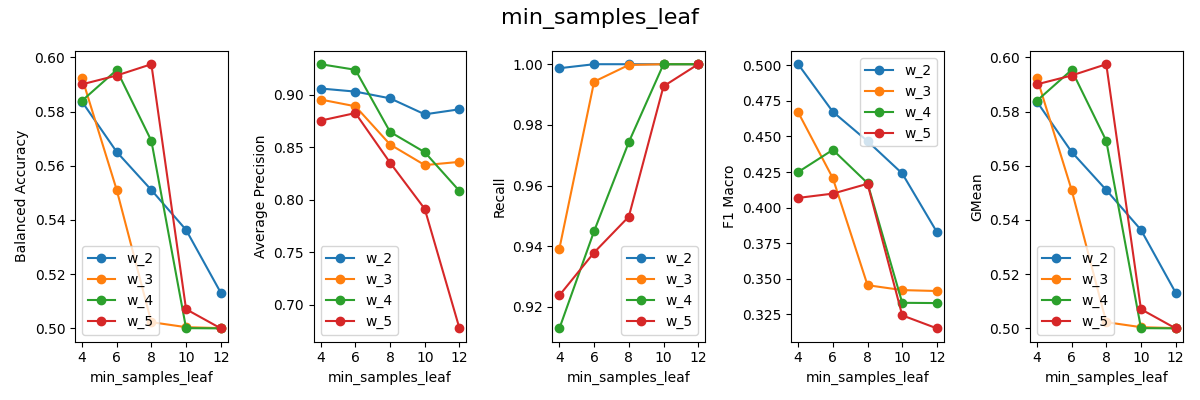 min_samples_leaf
Balanced Accuracy
0.60
0.58
0.56
0.54
0.52
0.50
w_2
w_3
w_4
w_5
4 6 8 10 12
min_samples_leaf
Average Precision
0.90
0.85
0.80
0.75
0.70
w_2
w_3
w_4
w_5
4 6 8 10 12
min_samples_leaf
Recall
1.00
0.98
0.96
0.94
0.92
w_2
w_3
w_4
w_5
4 6 8 10 12
min_samples_leaf
F1 Macro
0.500
0.475
0.450
0.425
0.400
0.375
0.350
0.325
w_2
w_3
w_4
w_5
4 6 8 10 12
min_samples_leaf
GMean
0.60
0.58
0.56
0.54
0.52
0.50
w_2
w_3
w_4
w_5
4 6 8 10 12
min_samples_leaf